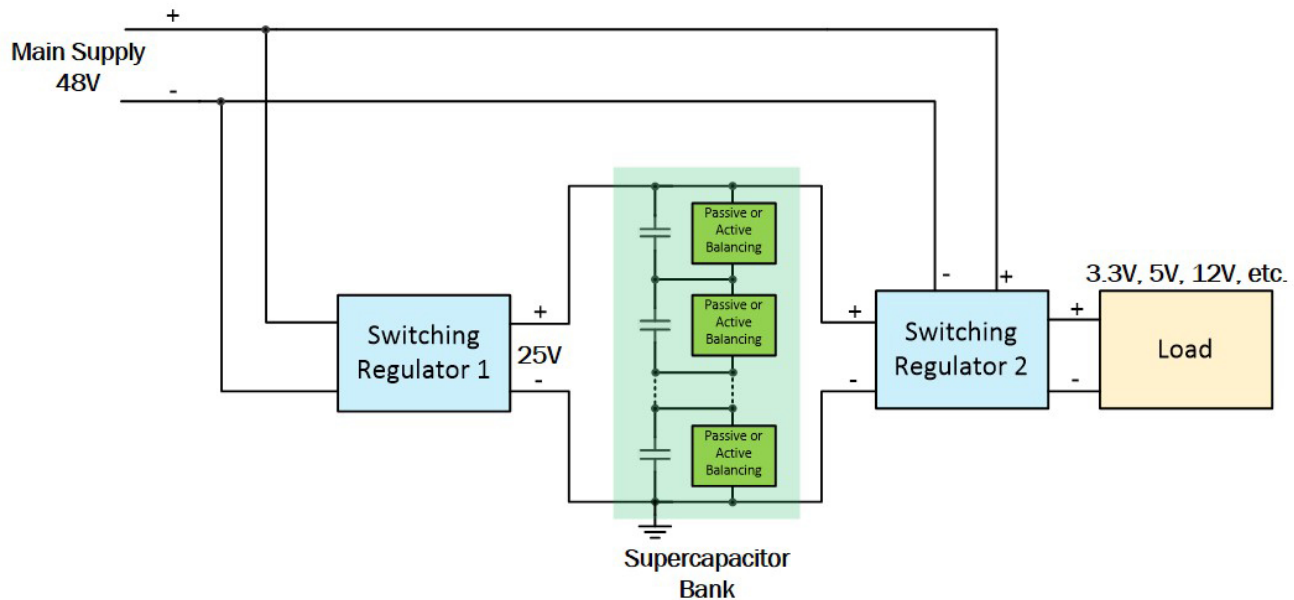 +
Main Supply
48V
-
Passive or
Active
Balancing
- +
3.3V, 5V, 12V, etc.
Switching
Regulator 1
+
25V
-
Passive or
Active
Balancing
+
-
Switching
Regulator 2
+
-
Load
Passive or
Active
Balancing
Supercapacitor
Bank